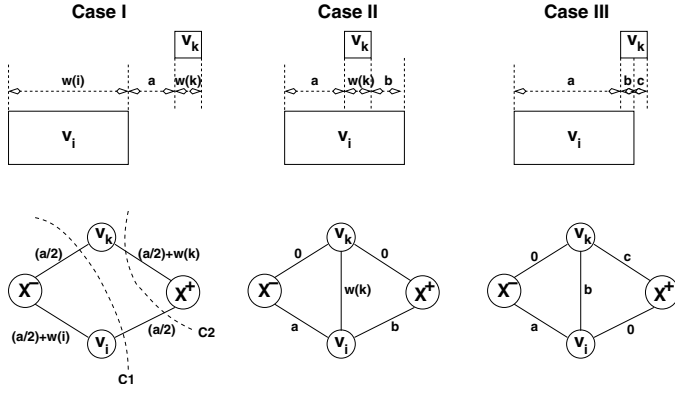 Case I Case II Case III
v_k v_k v_k
w(i) a w(k) a w(k) b a b c
v_i v_i v_i
v_k v_k v_k
(a/2) (a/2)+w(k) 0 0 0 c
X^- X^+ X^- w(k) X^+ X^- b X^+
(a/2)+w(i) (a/2) a b a 0
v_i C2 v_i v_i
C1